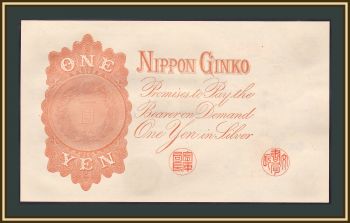 ONE
YEN
NIPPON GINKO
Promises to Pay the
Bearer on Demand
One Yen in Silver